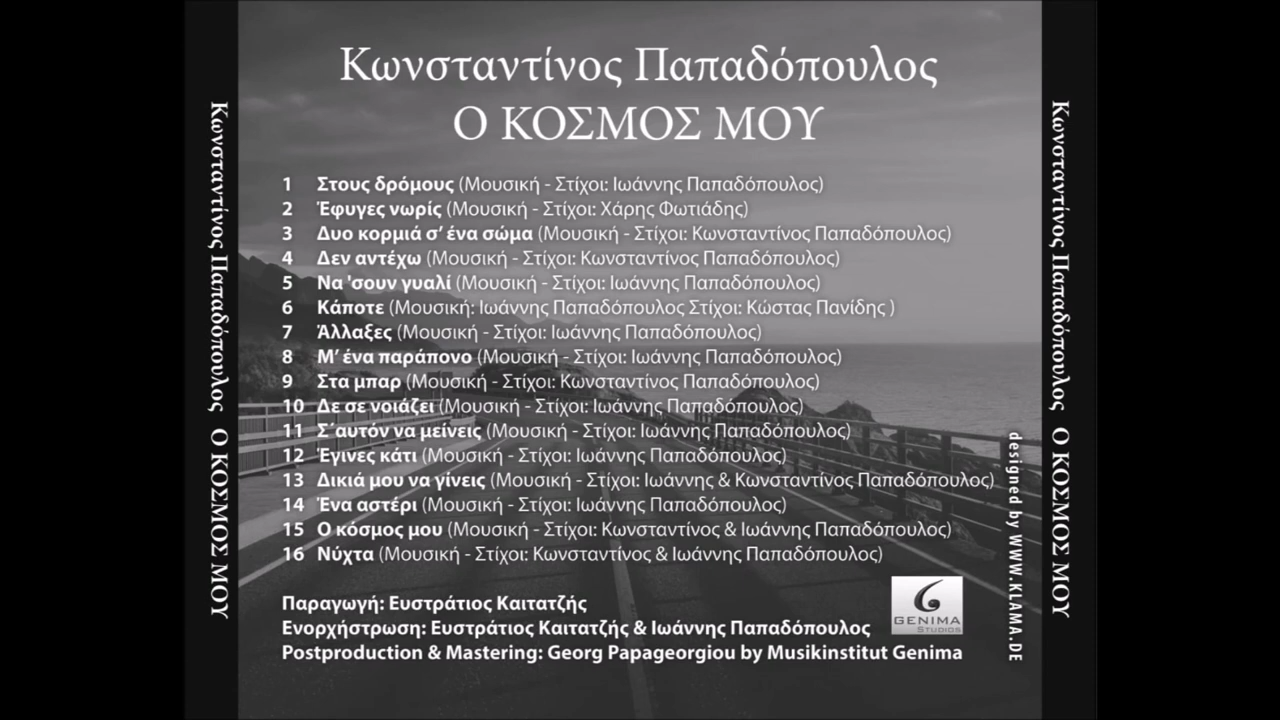 Κωνσταντίνος Παπαδόπουλος
Ο ΚΟΣΜΟΣ ΜΟΥ
1 Στους δρόμους (Μουσική - Στίχοι: Ιωάννης Παπαδόπουλος)
2 Έφυγες νωρίς (Μουσική - Στίχοι: Χάρης Φωτιάδης)
3 Δυο κορμιά σ' ένα σώμα (Μουσική - Στίχοι: Κωνσταντίνος Παπαδόπουλος)
4 Δεν αντέχω (Μουσική - Στίχοι: Κωνσταντίνος Παπαδόπουλος)
5 Να 'σουν γυαλί (Μουσική - Στίχοι: Ιωάννης Παπαδόπουλος)
6 Κάποτε (Μουσική: Ιωάννης Παπαδόπουλος Στίχοι: Κώστας Πανίδης )
7 Άλλαξες (Μουσική - Στίχοι: Ιωάννης Παπαδόπουλος)
8 Μ' ένα παράπονο (Μουσική - Στίχοι: Ιωάννης Παπαδόπουλος)
9 Στα μπαρ (Μουσική - Στίχοι: Κωνσταντίνος Παπαδόπουλος)
10 Δε σε νοιάζει (Μουσική - Στίχοι: Ιωάννης Παπαδόπουλος)
11 Σ΄αυτόν να μείνεις (Μουσική - Στίχοι: Ιωάννης Παπαδόπουλος)
12 Έγινες κάτι (Μουσική - Στίχοι: Ιωάννης Παπαδόπουλος)
13 Δικιά μου να γίνεις (Μουσική - Στίχοι: Ιωάννης & Κωνσταντίνος Παπαδόπουλος)
14 Ένα αστέρι (Μουσική - Στίχοι: Ιωάννης Παπαδόπουλος)
15 Ο κόσμος μου (Μουσική - Στίχοι: Κωνσταντίνος & Ιωάννης Παπαδόπουλος)
16 Νύχτα (Μουσική - Στίχοι: Κωνσταντίνος & Ιωάννης Παπαδόπουλος)
Παραγωγή: Ευστράτιος Καιτατζής
Ενορχήστρωση: Ευστράτιος Καιτατζής & Ιωάννης Παπαδόπουλος
Postproduction & Mastering: Georg Papageorgiou by Musikinstitut Genima
GENIMA
STUDIOS
designed by WWW.KLAMA.DE
Κωνσταντίνος Παπαδόπουλος Ο ΚΟΣΜΟΣ ΜΟΥ
Κωνσταντίνος Παπαδόπουλος Ο ΚΟΣΜΟΣ ΜΟΥ